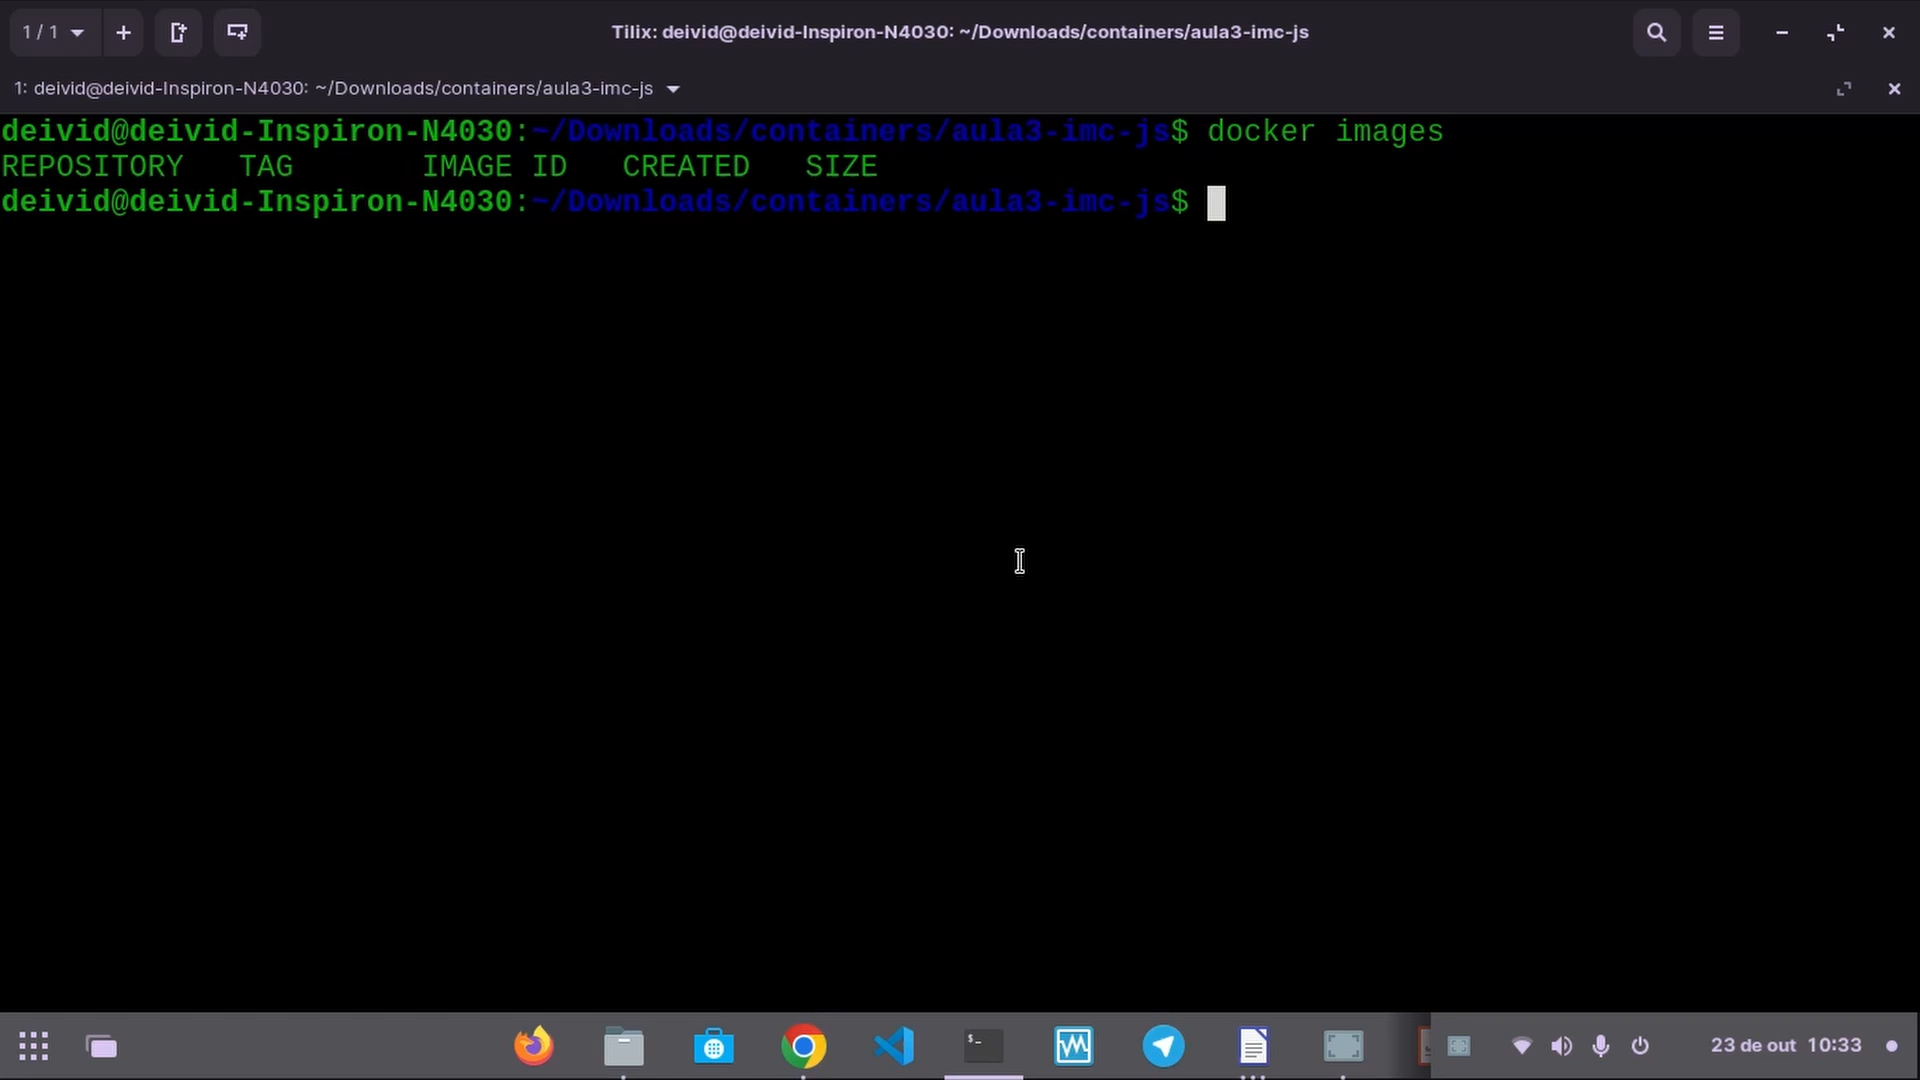 1 / 1
Tilix: deivid@deivid-Inspiron-N4030: ~/Downloads/containers/aula3-imc-js
1: deivid@deivid-Inspiron-N4030: ~/Downloads/containers/aula3-imc-js
deivid@deivid-Inspiron-N4030:~/Downloads/containers/aula3-imc-js$ docker images
REPOSITORY   TAG       IMAGE ID   CREATED   SIZE
deivid@deivid-Inspiron-N4030:~/Downloads/containers/aula3-imc-js$
23 de out 10:33